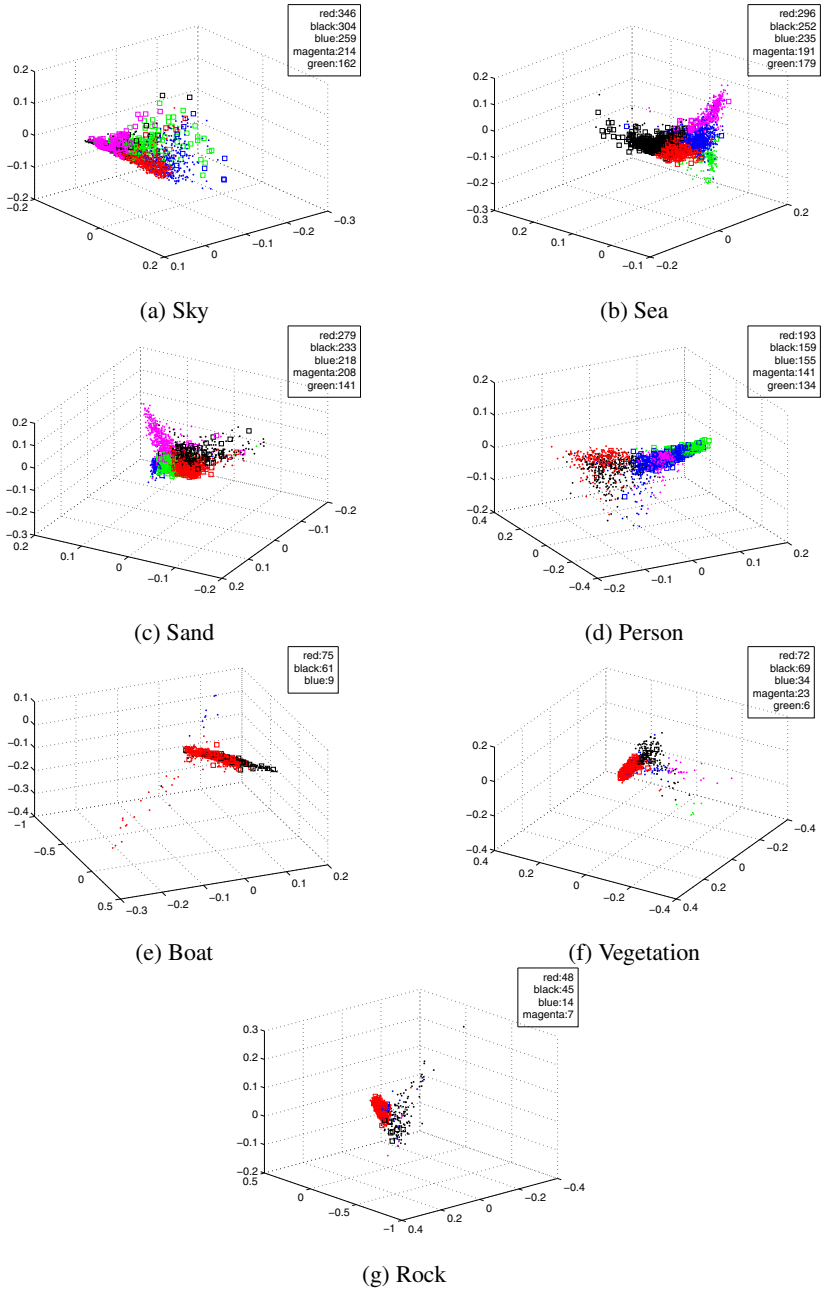 red:346
black:304
blue:259
magenta:214
green:162
0.2
0.1
0
−0.1
−0.2
−0.2
0
0.2
0.1
0
−0.1
−0.2
−0.3
(a) Sky
red:296
black:252
blue:235
magenta:191
green:179
0.2
0.1
0
−0.1
−0.2
−0.3
0.3
0.2
0.1
0
−0.1
−0.2
0
0.2
(b) Sea
red:279
black:233
blue:218
magenta:208
green:141
0.2
0.1
0
−0.1
−0.2
−0.3
0.2
0.1
0
−0.1
−0.2
0.2
0.1
0
−0.1
−0.2
(c) Sand
red:193
black:159
blue:155
magenta:141
green:134
0.2
0.1
0
−0.1
−0.2
0.4
0.2
0
−0.2
−0.4
−0.2
−0.1
0
0.1
0.2
(d) Person
red:75
black:61
blue:9
0.1
0
−0.1
−0.2
−0.3
−0.4
−1
−0.5
0
0.5
−0.3
−0.2
−0.1
0
0.1
0.2
(e) Boat
red:72
black:69
blue:34
magenta:23
green:6
0.2
0
−0.2
−0.4
0.4
0.2
0
−0.2
−0.4
0.4
0.2
0
−0.2
−0.4
(f) Vegetation
red:48
black:45
blue:14
magenta:7
0.3
0.2
0.1
0
−0.1
−0.2
0.5
0
−0.5
−1
0.4
0.2
0
−0.2
−0.4
(g) Rock